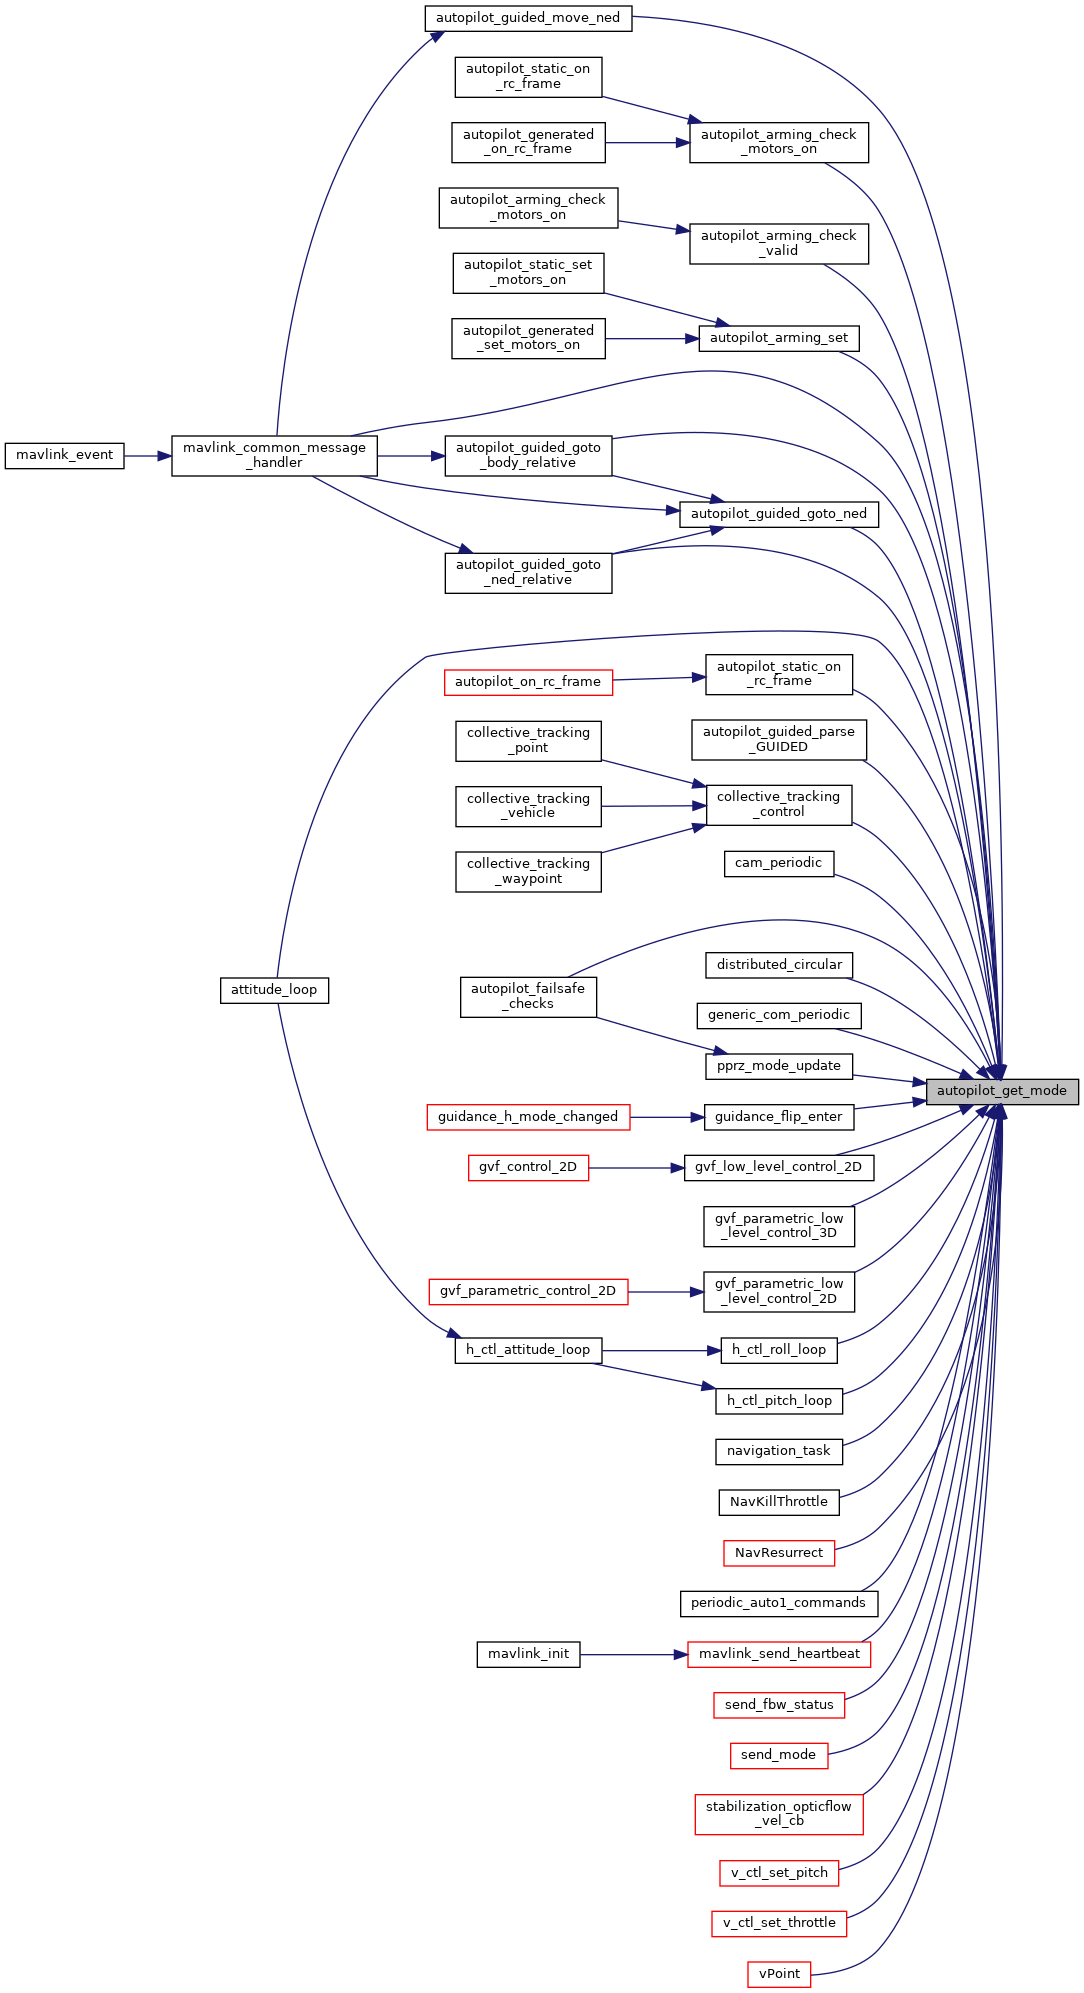 autopilot_guided_move_ned
autopilot_static_on
_rc_frame
autopilot_generated
_on_rc_frame
autopilot_arming_check
_motors_on
autopilot_arming_check
_motors_on
autopilot_arming_check
_valid
autopilot_static_set
_motors_on
autopilot_generated
_set_motors_on
autopilot_arming_set
mavlink_event
mavlink_common_message
_handler
autopilot_guided_goto
_body_relative
autopilot_guided_goto_ned
autopilot_guided_goto
_ned_relative
autopilot_on_rc_frame
autopilot_static_on
_rc_frame
collective_tracking
_point
autopilot_guided_parse
_GUIDED
collective_tracking
_vehicle
collective_tracking
_control
collective_tracking
_waypoint
cam_periodic
attitude_loop
autopilot_failsafe
_checks
distributed_circular
generic_com_periodic
pprz_mode_update
autopilot_get_mode
guidance_h_mode_changed
guidance_flip_enter
gvf_control_2D
gvf_low_level_control_2D
gvf_parametric_low
_level_control_3D
gvf_parametric_control_2D
gvf_parametric_low
_level_control_2D
h_ctl_attitude_loop
h_ctl_roll_loop
h_ctl_pitch_loop
navigation_task
NavKillThrottle
NavResurrect
periodic_auto1_commands
mavlink_init
mavlink_send_heartbeat
send_fbw_status
send_mode
stabilization_opticflow
_vel_cb
v_ctl_set_pitch
v_ctl_set_throttle
vPoint